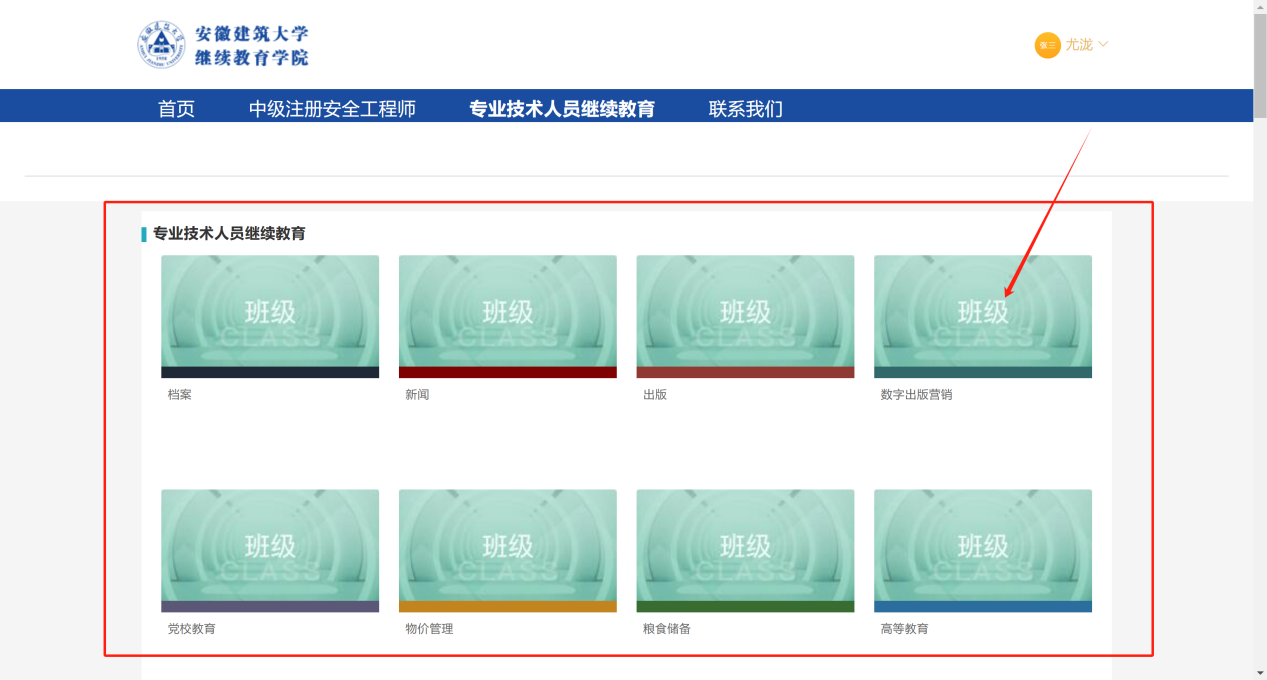 安徽建筑大学
继续教育学院
1958
张三 尤泷
首页 中级注册安全工程师 专业技术人员继续教育 联系我们
专业技术人员继续教育
班级 班级 班级 班级
CLASS CLASS CLASS CLASS
档案 新闻 出版 数字出版营销
班级 班级 班级 班级
CLASS CLASS CLASS CLASS
党校教育 物价管理 粮食储备 高等教育